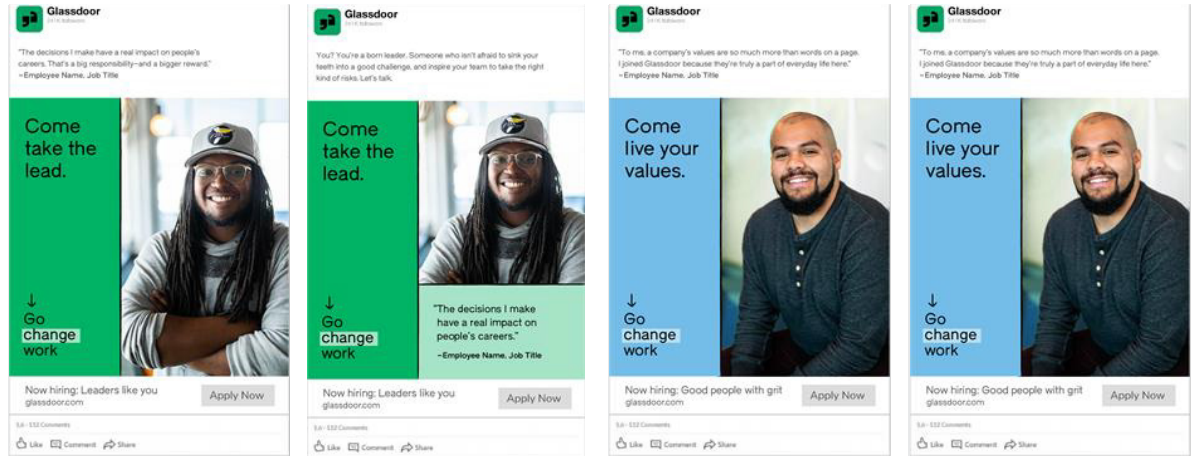 Glassdoor
"The decisions I make have a real impact on people's
careers. That's a big responsibility-and a bigger reward."
-Employee Name, Job Title
Come
take the
lead.
↓
Go
change
work
Now hiring: Leaders like you
glassdoor.com
Apply Now
Like
Comment
Share
Glassdoor
You? You're a born leader. Someone who isn't afraid to sink your
teeth into a good challenge, and inspire your team to take the right
kind of risks. Let's talk.
Come
take the
lead.
↓
Go
change
work
"The decisions I make
have a real impact on
people's careers."
-Employee Name, Job Title
Now hiring: Leaders like you
glassdoor.com
Apply Now
Like
Comment
Share
Glassdoor
"To me, a company's values are so much more than words on a page.
I joined Glassdoor because they're truly a part of everyday life here."
-Employee Name, Job Title
Come
live your
values.
↓
Go
change
work
Now hiring: Good people with grit
glassdoor.com
Apply Now
Like
Comment
Share
Glassdoor
"To me, a company's values are so much more than words on a page.
I joined Glassdoor because they're truly a part of everyday life here."
-Employee Name, Job Title
Come
live your
values.
↓
Go
change
work
Now hiring: Good people with grit
glassdoor.com
Apply Now
Like
Comment
Share